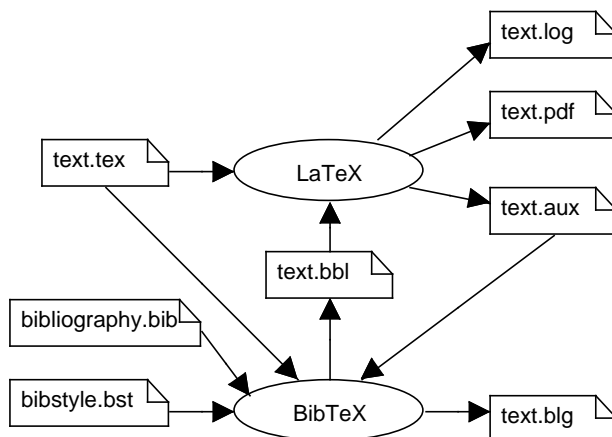 text.log
text.pdf
text.tex
LaTeX
text.aux
text.bbl
bibliography.bib
bibstyle.bst
BibTeX
text.blg